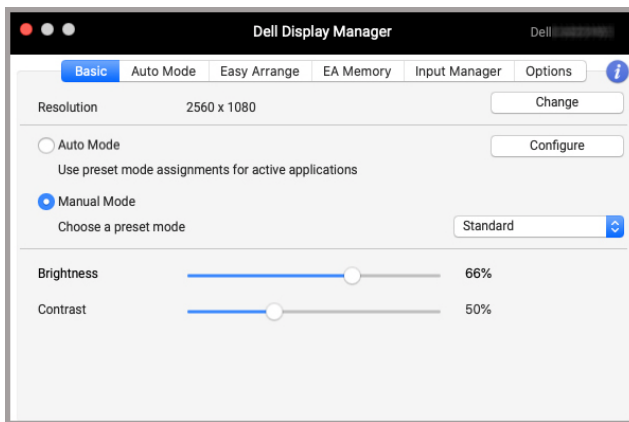 Dell Display Manager Dell
Basic Auto Mode Easy Arrange EA Memory Input Manager Options i
Resolution 2560 x 1080 Change
Auto Mode Configure
Use preset mode assignments for active applications
Manual Mode
Choose a preset mode Standard
Brightness 66%
Contrast 50%